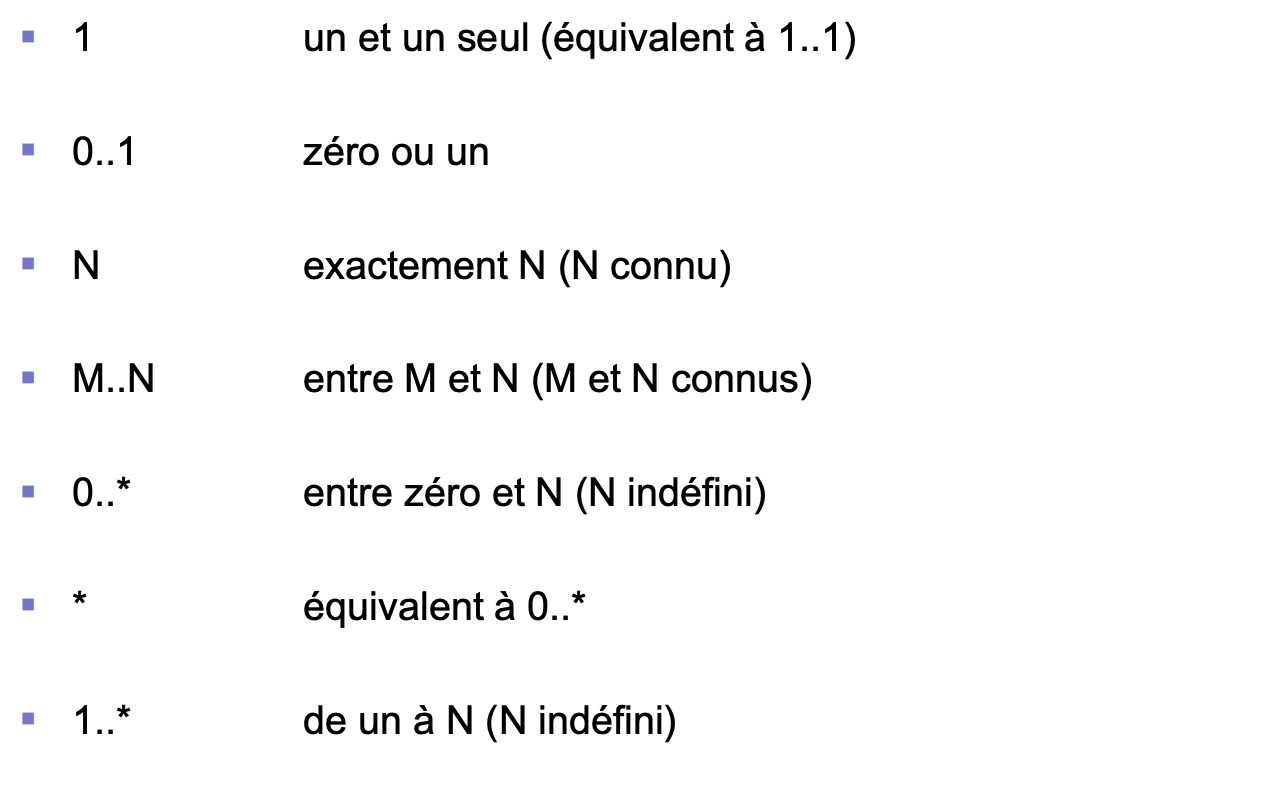 1 un et un seul (équivalent à 1..1)
0..1 zéro ou un
N exactement N (N connu)
M..N entre M et N (M et N connus)
0..* entre zéro et N (N indéfini)
* équivalent à 0..*
1..* de un à N (N indéfini)